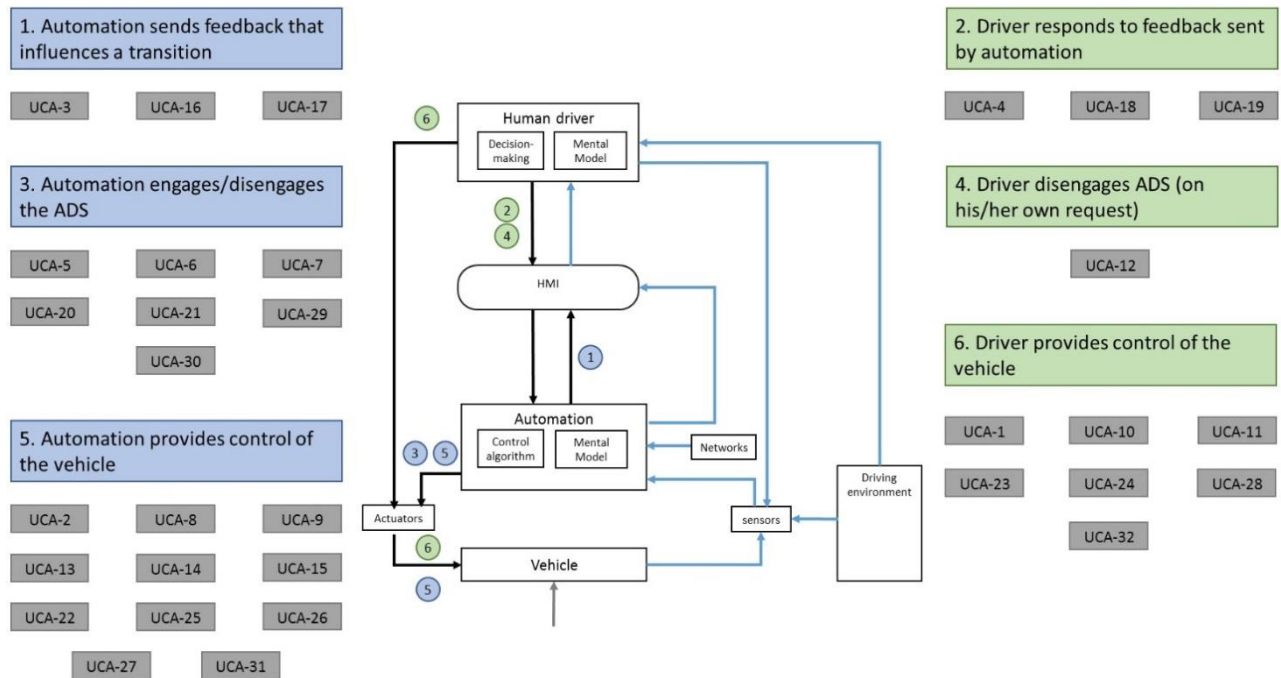 1. Automation sends feedback that
influences a transition
UCA-3 UCA-16 UCA-17
3. Automation engages/disengages
the ADS
UCA-5 UCA-6 UCA-7
UCA-20 UCA-21 UCA-29
UCA-30
5. Automation provides control of
the vehicle
UCA-2 UCA-8 UCA-9
UCA-13 UCA-14 UCA-15
UCA-22 UCA-25 UCA-26
UCA-27 UCA-31
6
Human driver
Decision-
making
Mental
Model
2
4
HMI
1
Automation
Control
algorithm
Mental
Model
Networks
3 5
Actuators
sensors
Driving
environment
6
Vehicle
5
2. Driver responds to feedback sent
by automation
UCA-4 UCA-18 UCA-19
4. Driver disengages ADS (on
his/her own request)
UCA-12
6. Driver provides control of the
vehicle
UCA-1 UCA-10 UCA-11
UCA-23 UCA-24 UCA-28
UCA-32